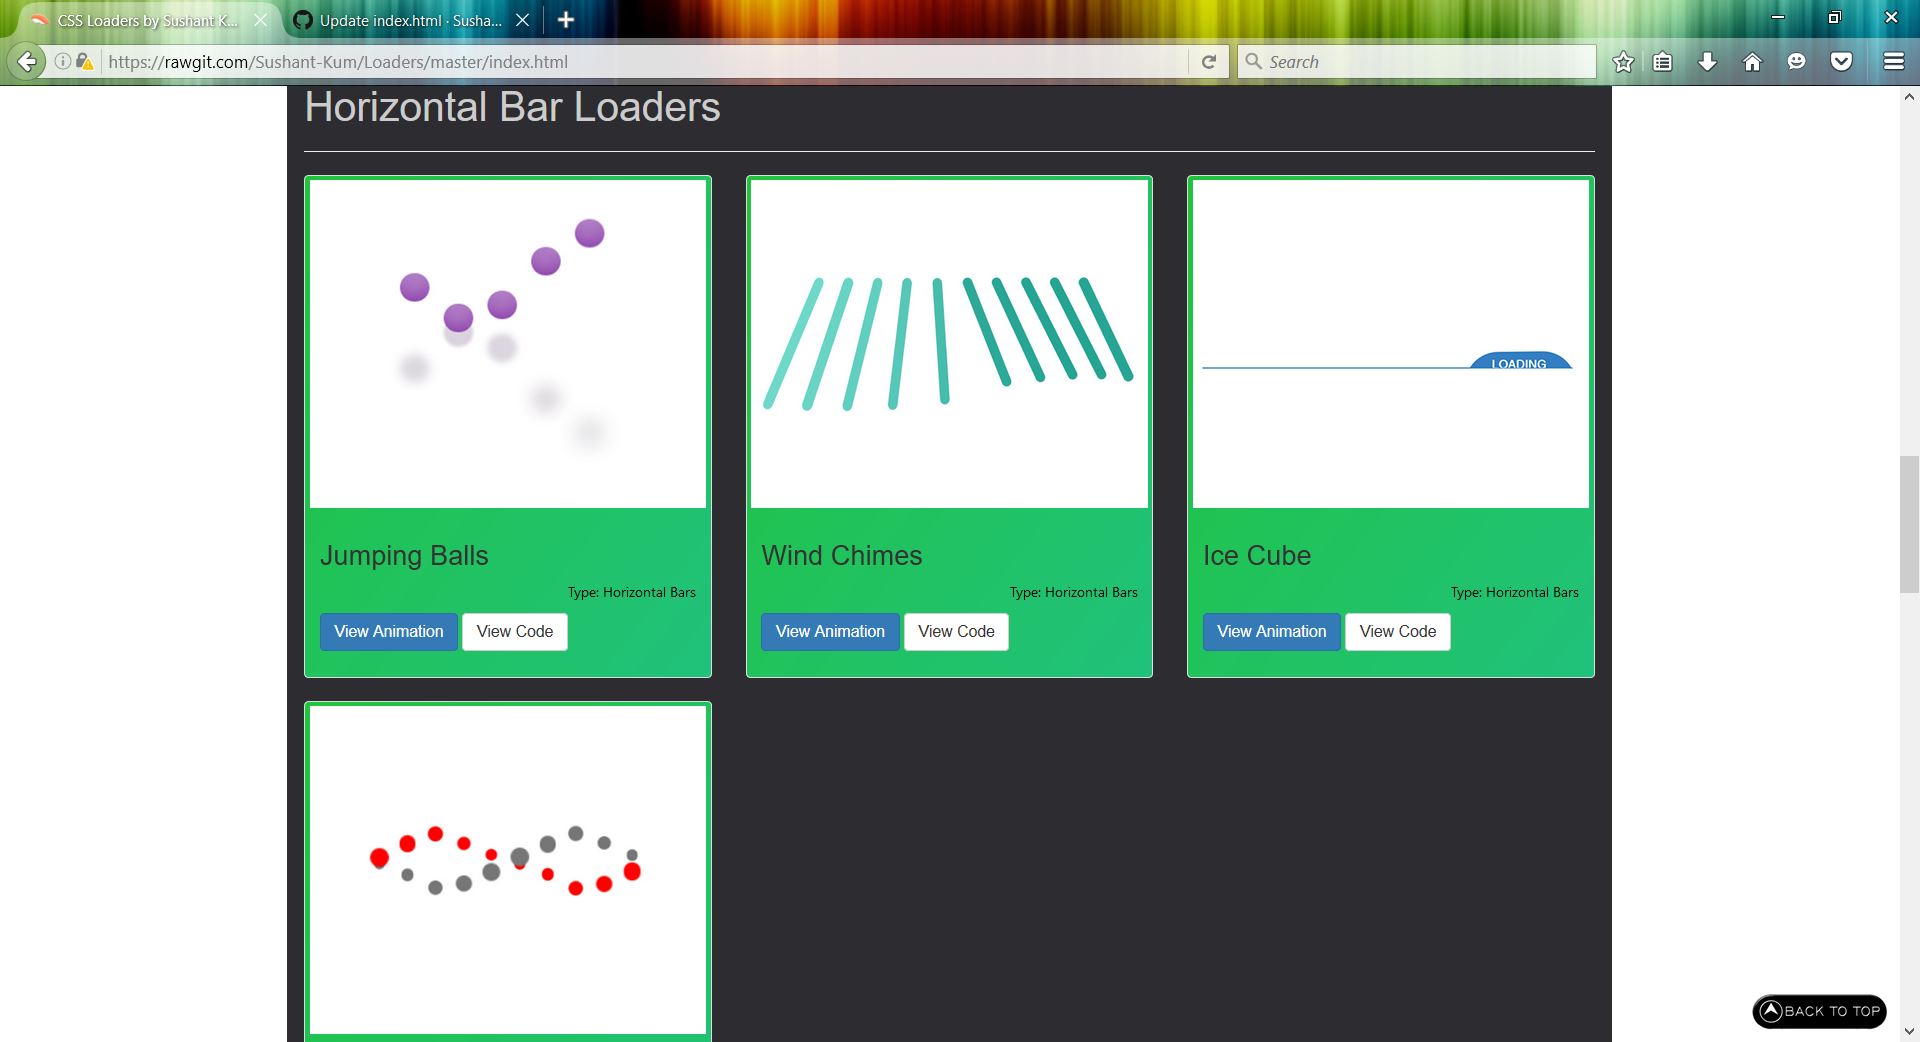 CSS Loaders by Sushant K...
Update index.html · Susha...
https://rawgit.com/Sushant-Kum/Loaders/master/index.html
Search
Horizontal Bar Loaders
LOADING
Jumping Balls
Type: Horizontal Bars
View Animation
View Code
Wind Chimes
Type: Horizontal Bars
View Animation
View Code
Ice Cube
Type: Horizontal Bars
View Animation
View Code
BACK TO TOP